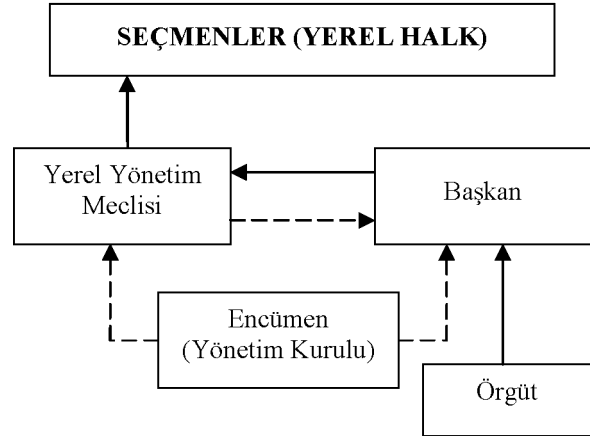 SEÇMENLER (YEREL HALK)
Yerel Yönetim
Meclisi
Başkan
Encümen
(Yönetim Kurulu)
Örgüt